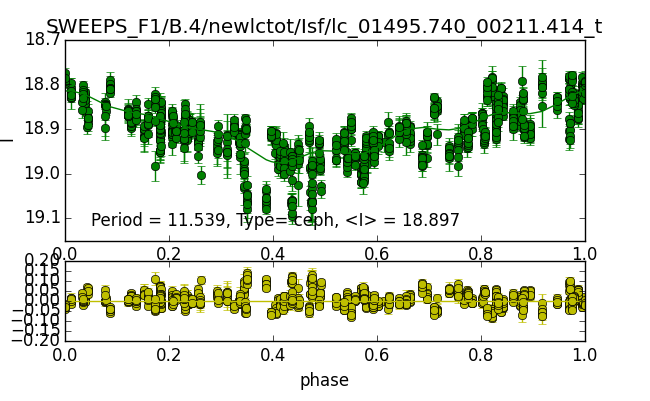 SWEEPS_F1/B.4/newlctot/Isf/lc_01495.740_00211.414_t
18.7
18.8
18.9
19.0
19.1
I
Period = 11.539, Type= ceph, <I> = 18.897
0.0 0.2 0.4 0.6 0.8 1.0
0.20
0.15
0.10
0.05
0.00
−0.05
−0.10
−0.15
−0.20
0.0 0.2 0.4 0.6 0.8 1.0
phase